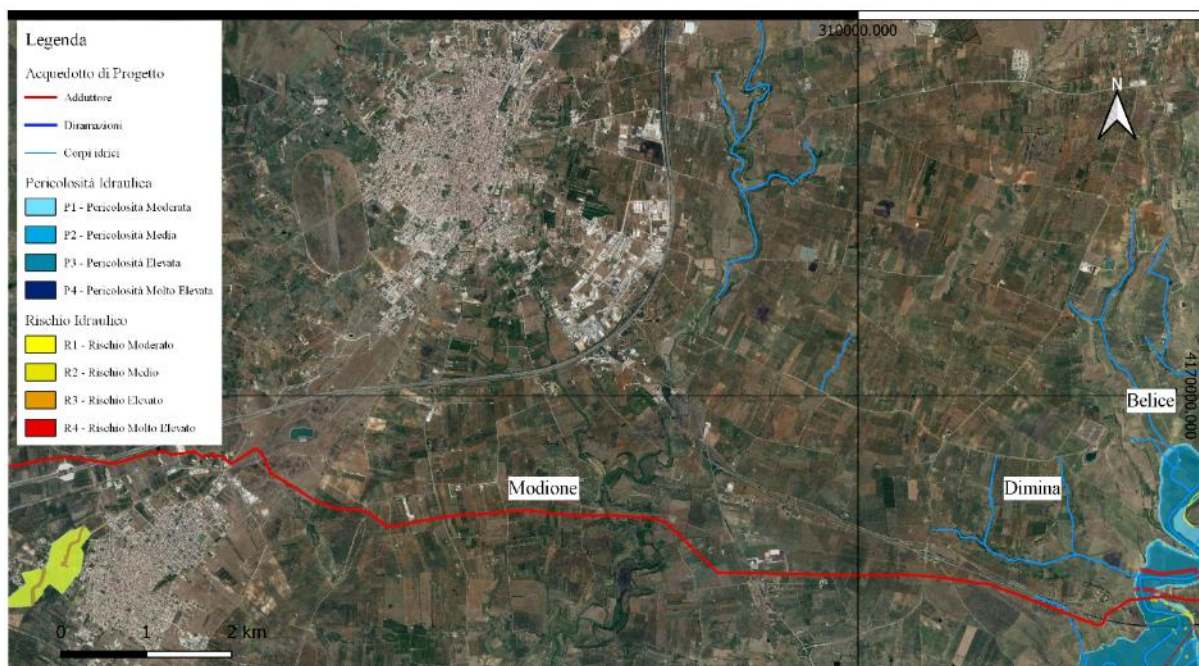 Legenda
Acquedotto di Progetto
Adduttore
Diramazioni
Corpi idrici
Pericolosità Idraulica
P1 - Pericolosità Moderata
P2 - Pericolosità Media
P3 - Pericolosità Elevata
P4 - Pericolosità Molto Elevata
Rischio Idraulico
R1 - Rischio Moderato
R2 - Rischio Medio
R3 - Rischio Elevato
R4 - Rischio Molto Elevato
310000.000
N
4170000.000
Belice
Modione
Dimina
0 1 2 km